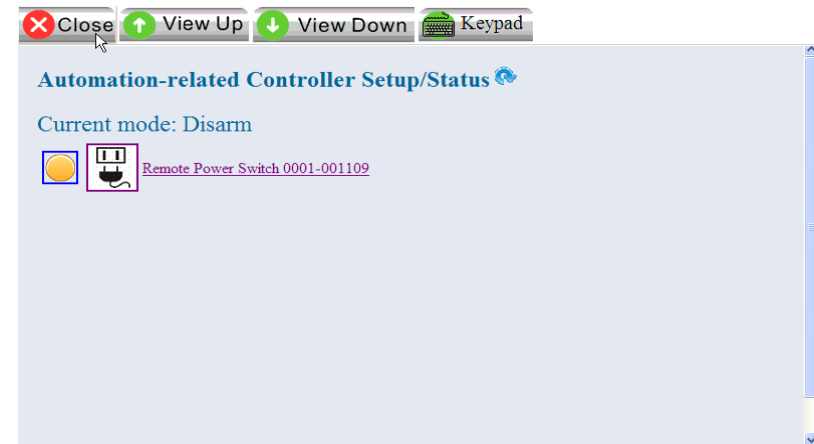 Close View Up View Down Keypad
Automation-related Controller Setup/Status
Current mode: Disarm
Remote Power Switch 0001-001109